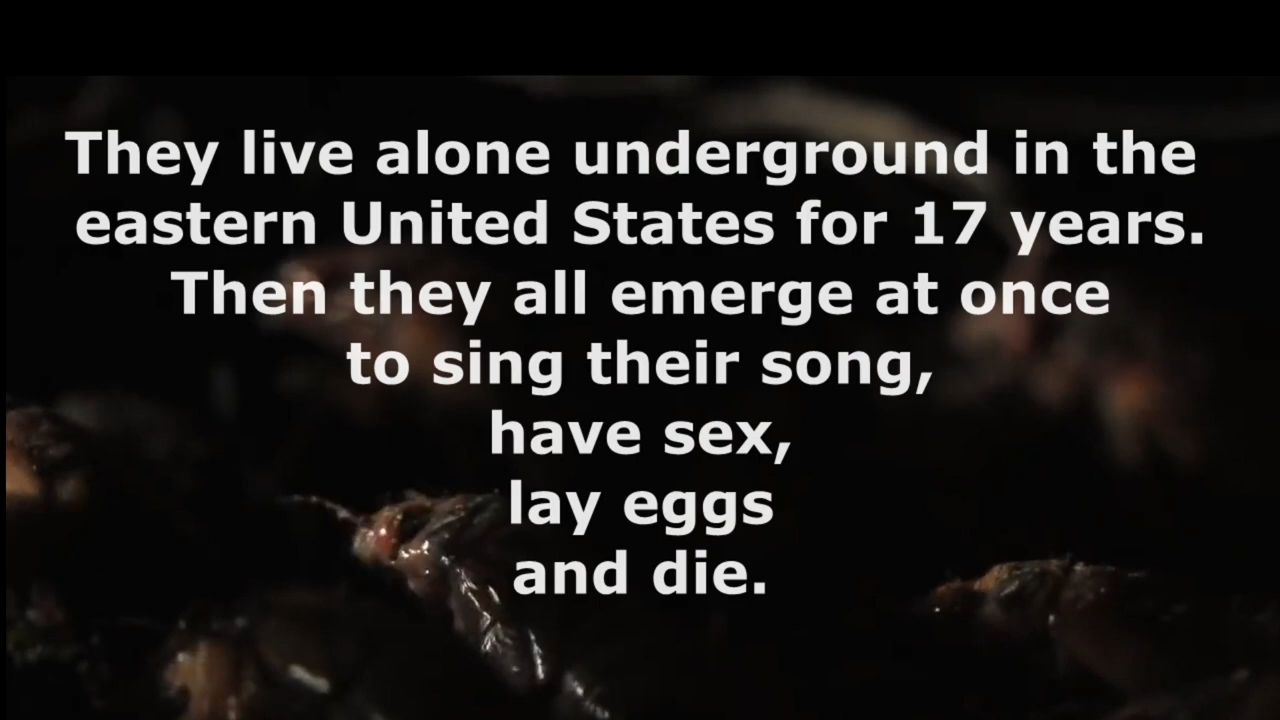 They live alone underground in the
eastern United States for 17 years.
Then they all emerge at once
to sing their song,
have sex,
lay eggs
and die.